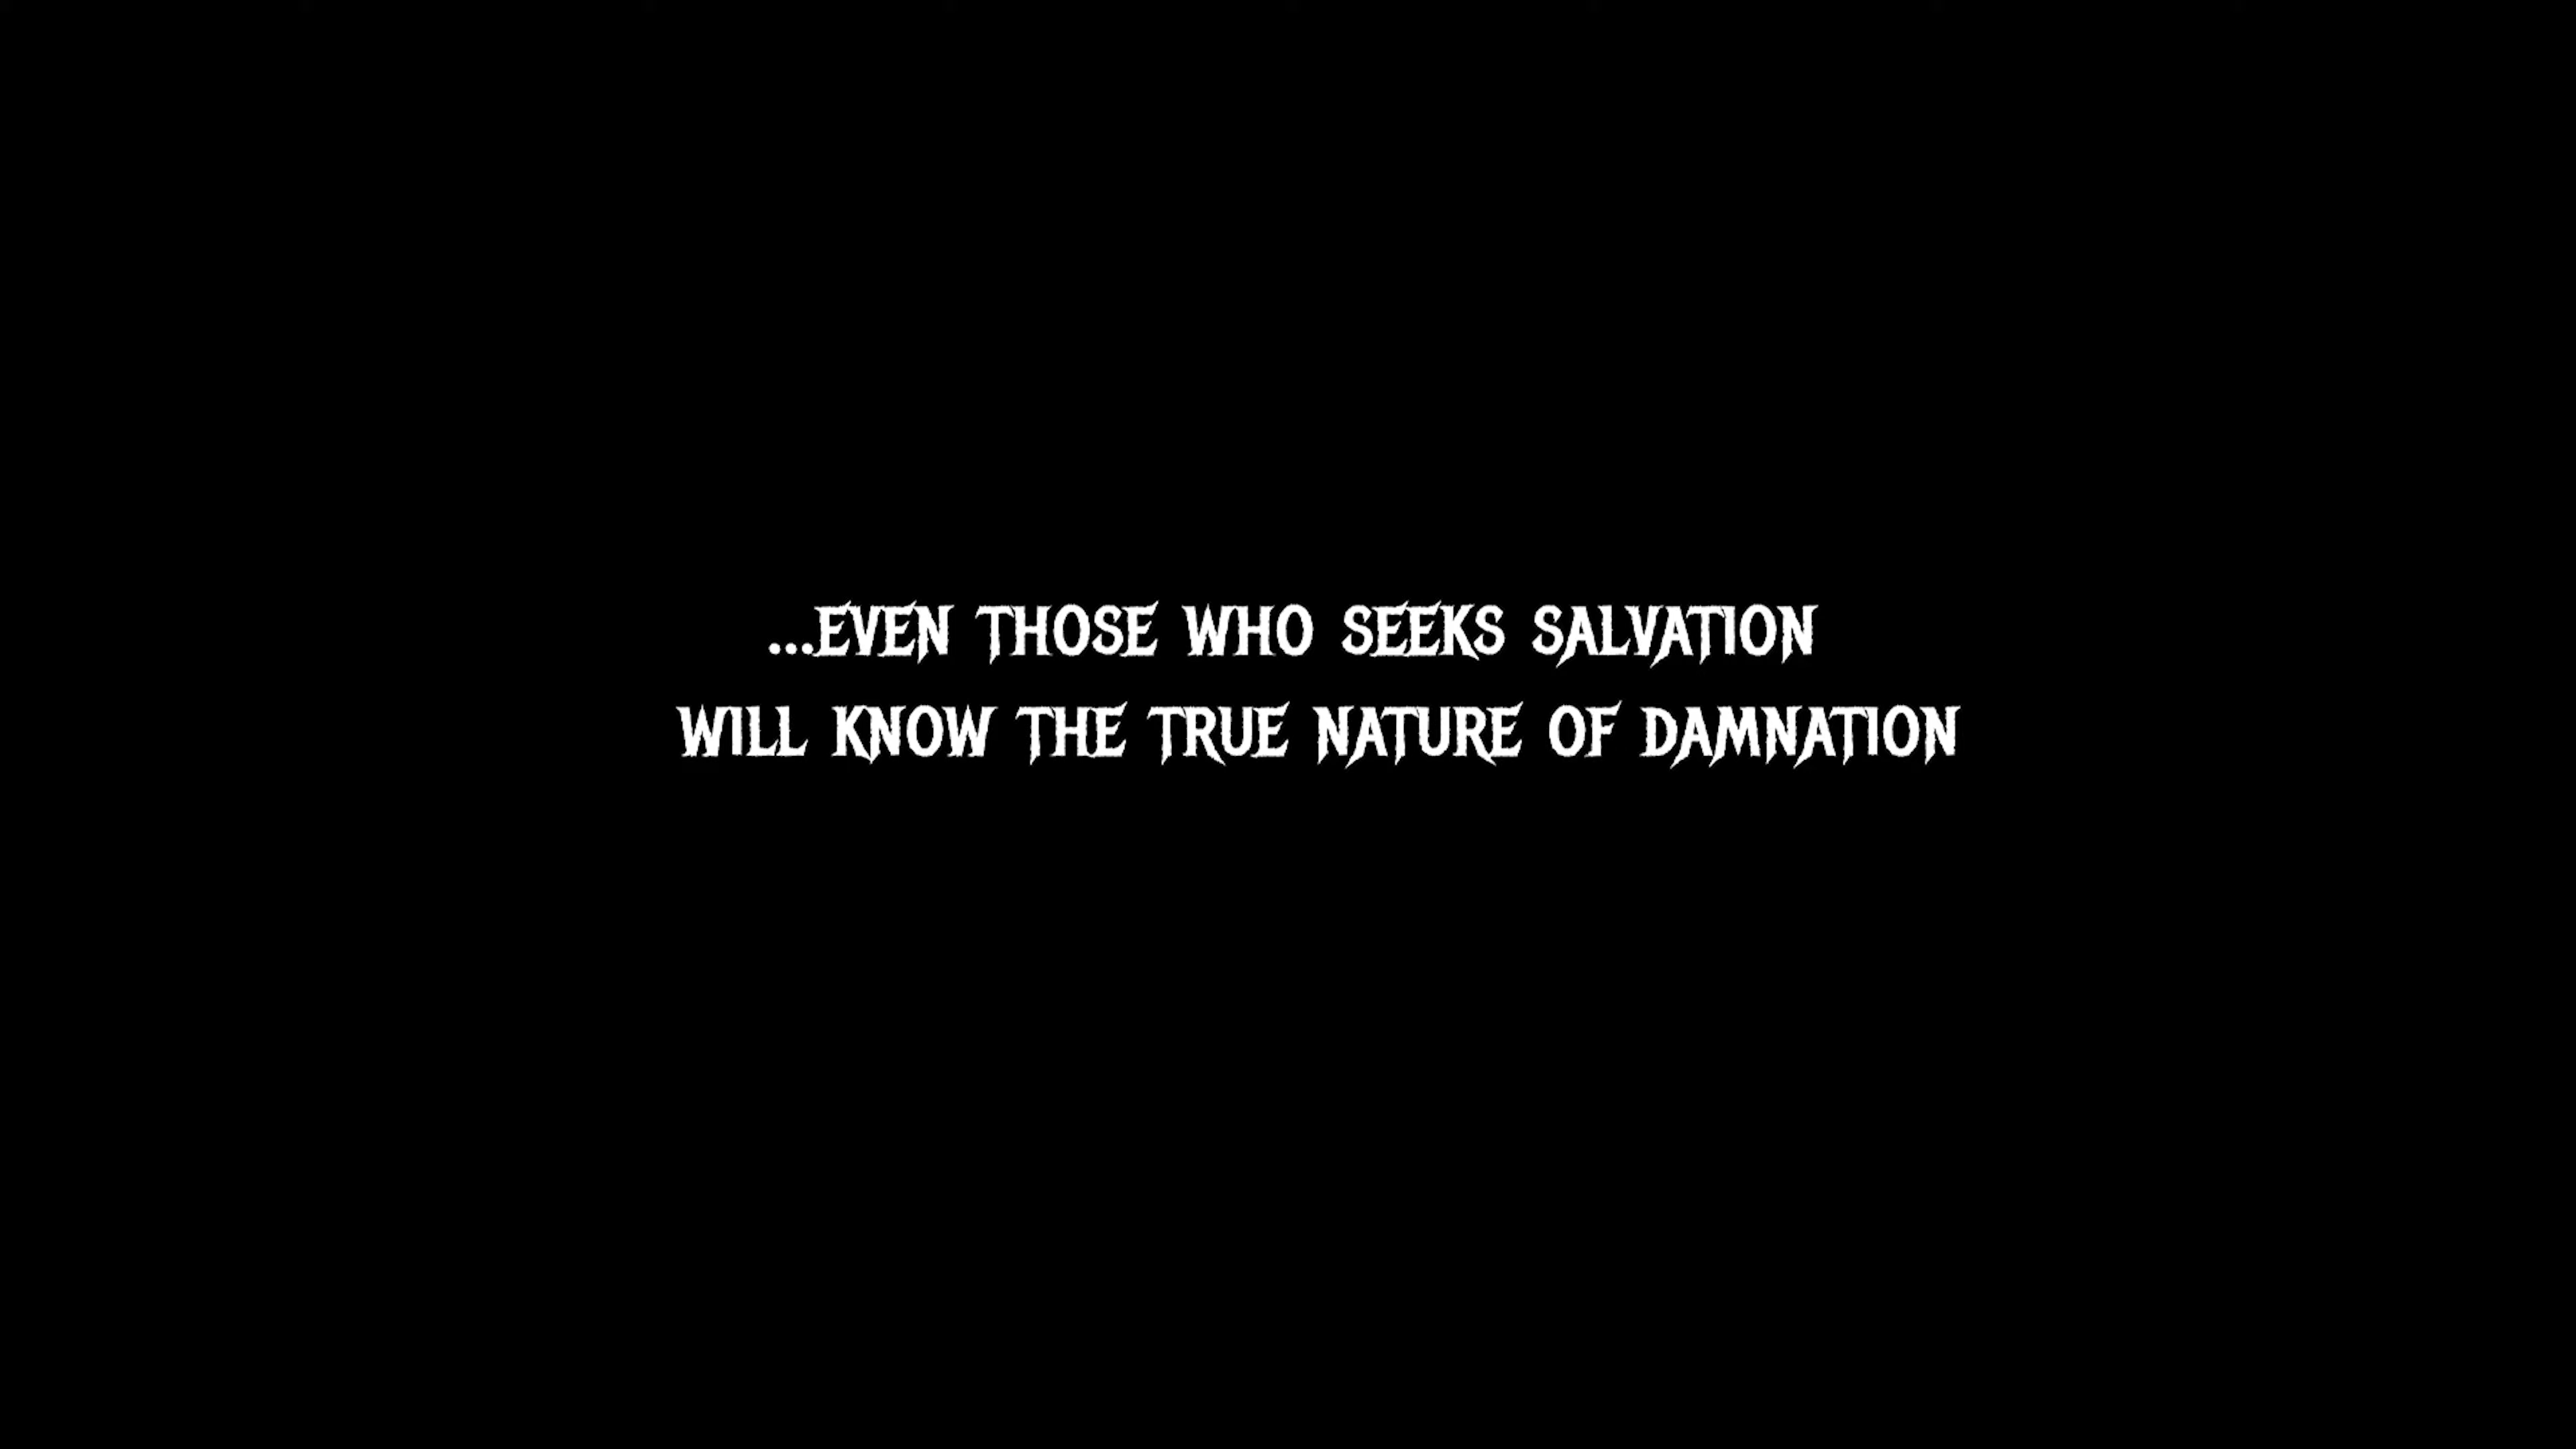 ...EVEN THOSE WHO SEEKS SALVATION
WILL KNOW THE TRUE NATURE OF DAMNATION